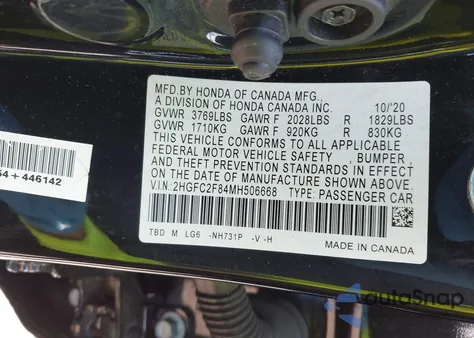 MFD.BY HONDA OF CANADA MFG.,
A DIVISION OF HONDA CANADA INC. 10/'20
GVWR 3769LBS GAWR F 2028LBS R 1829LBS
GVWR 1710KG GAWR F 920KG R 830KG
THIS VEHICLE CONFORMS TO ALL APPLICABLE
FEDERAL MOTOR VEHICLE SAFETY , BUMPER ,
AND THEFT PREVENTION STANDARDS IN EFFECT
ON THE DATE OF MANUFACTURE SHOWN ABOVE.
V.I.N.:2HGFC2F84MH506668 TYPE: PASSENGER CAR
TBD M LG6 -NH731P -V -H
MADE IN CANADA
54+446142
autoSnap